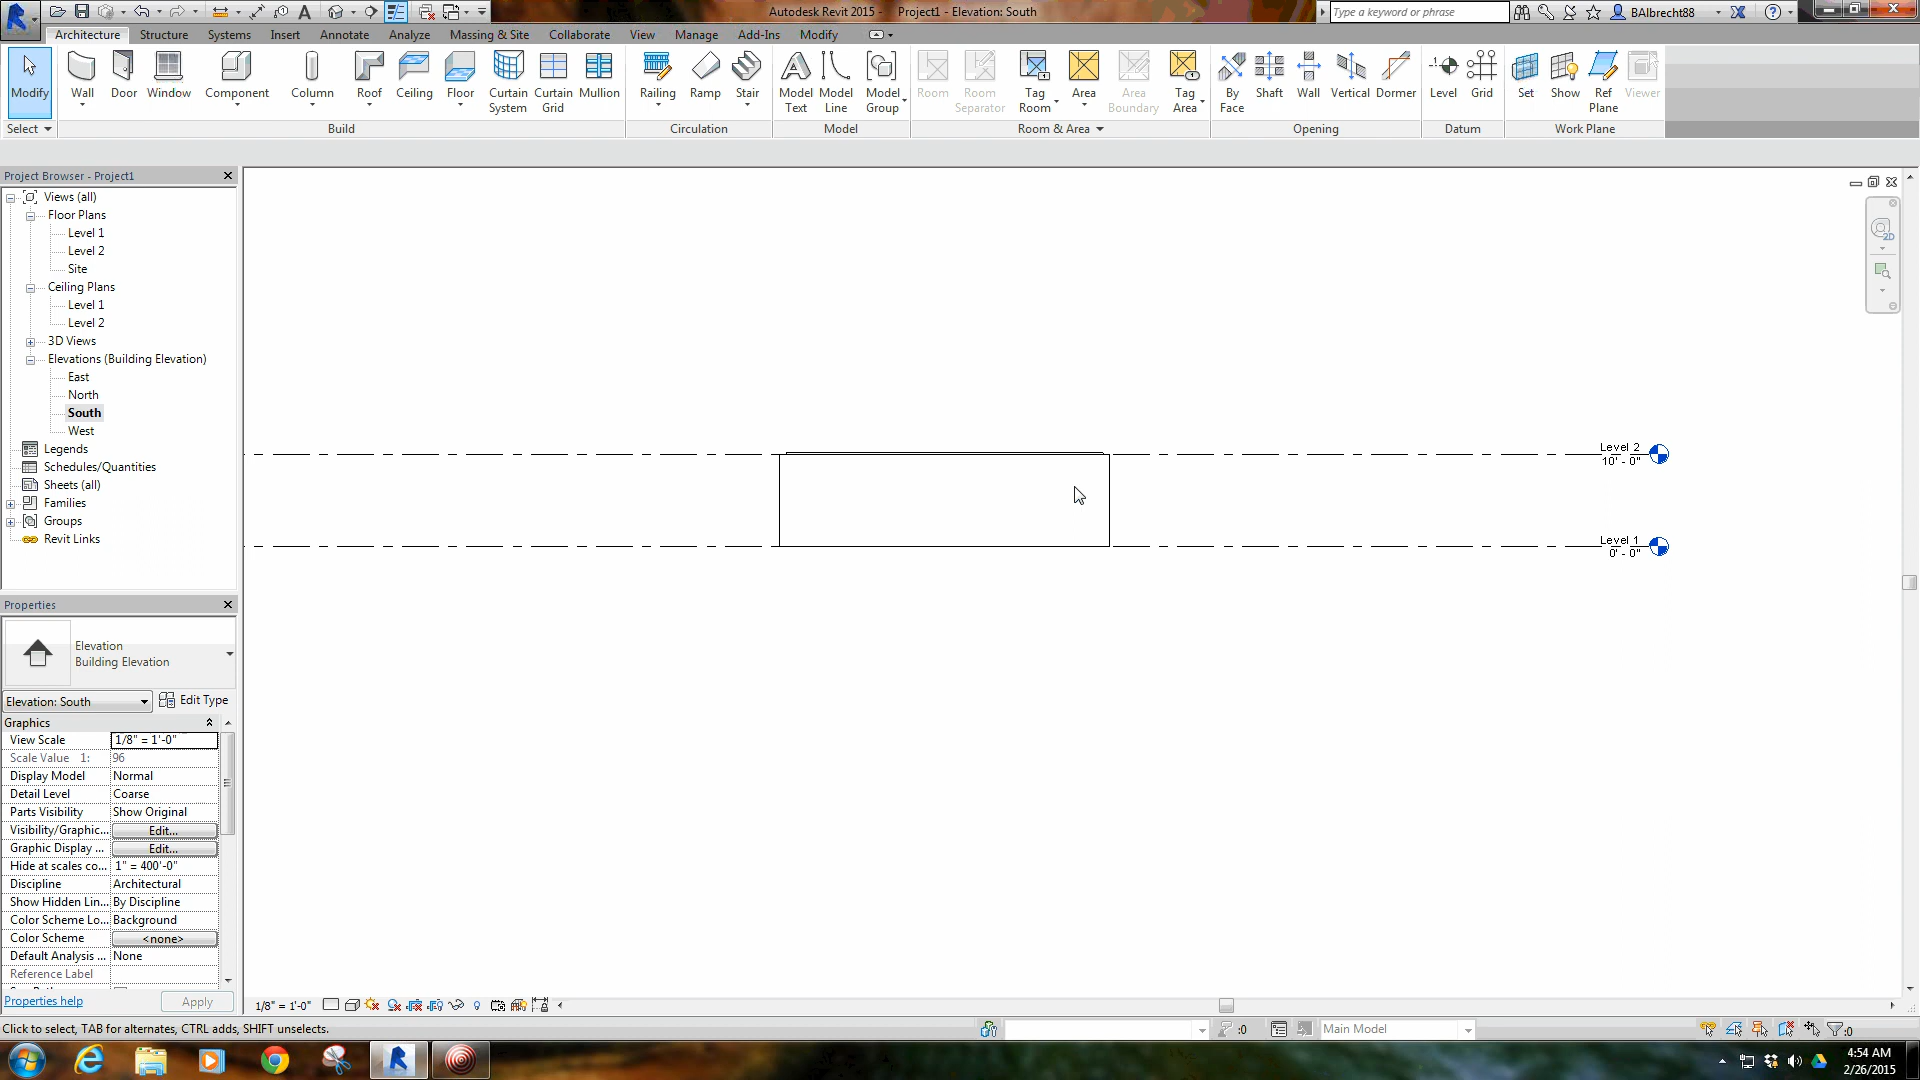 Autodesk Revit 2015 - Project1 - Elevation: South
Type a keyword or phrase
BAlbrecht88
Architecture Structure Systems Insert Annotate Analyze Massing & Site Collaborate View Manage Add-Ins Modify
Modify Wall Door Window Component Column Roof Ceiling Floor Curtain System Curtain Grid Mullion Railing Ramp Stair Model Text Model Line Model Group Room Room Separator Tag Room Area Area Boundary Tag Area By Face Shaft Wall Vertical Dormer Level Grid Set Show Ref Plane Viewer
Select Build Circulation Model Room & Area Opening Datum Work Plane
Project Browser - Project1
Views (all)
Floor Plans
Level 1
Level 2
Site
Ceiling Plans
Level 1
Level 2
3D Views
Elevations (Building Elevation)
East
North
South
West
Legends
Schedules/Quantities
Sheets (all)
Families
Groups
Revit Links
2D
Level 2
10' - 0"
Level 1
0' - 0"
Properties
Elevation
Building Elevation
Elevation: South Edit Type
Graphics
View Scale 1/8" = 1'-0"
Scale Value 1: 96
Display Model Normal
Detail Level Coarse
Parts Visibility Show Original
Visibility/Graphic... Edit...
Graphic Display ... Edit...
Hide at scales co... 1" = 400'-0"
Discipline Architectural
Show Hidden Lin... By Discipline
Color Scheme Lo... Background
Color Scheme <none>
Default Analysis ... None
Reference Label
Properties help Apply
1/8" = 1'-0"
Click to select, TAB for alternates, CTRL adds, SHIFT unselects.
:0 Main Model :0
4:54 AM
2/26/2015